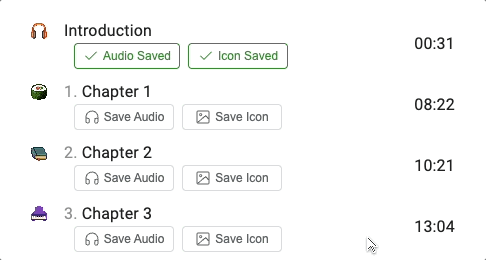 Introduction 00:31
Audio Saved Icon Saved
1. Chapter 1 08:22
Save Audio Save Icon
2. Chapter 2 10:21
Save Audio Save Icon
3. Chapter 3 13:04
Save Audio Save Icon